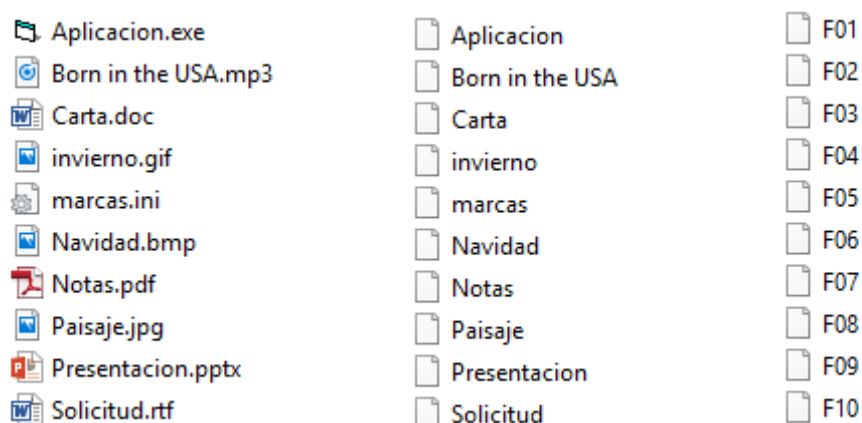 Aplicacion.exe
Born in the USA.mp3
Carta.doc
invierno.gif
marcas.ini
Navidad.bmp
Notas.pdf
Paisaje.jpg
Presentacion.pptx
Solicitud.rtf
Aplicacion
Born in the USA
Carta
invierno
marcas
Navidad
Notas
Paisaje
Presentacion
Solicitud
F01
F02
F03
F04
F05
F06
F07
F08
F09
F10